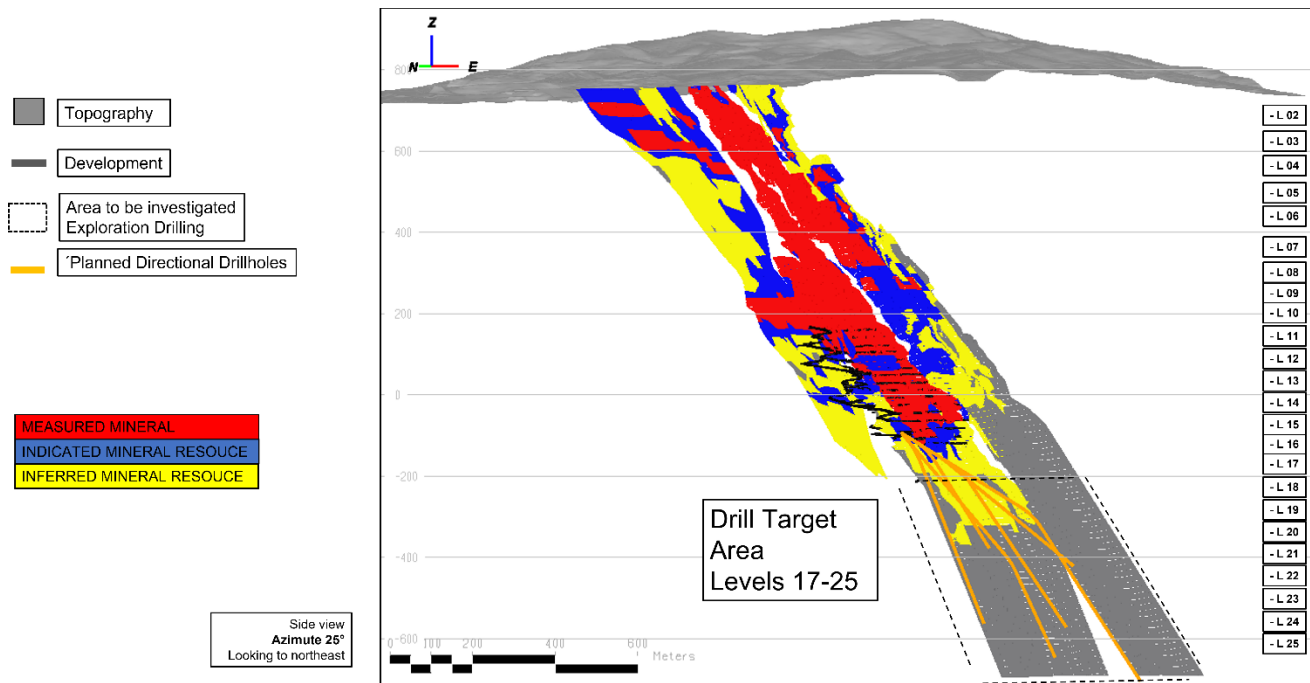 Topography
Development
Area to be investigated
Exploration Drilling
´Planned Directional Drillholes
MEASURED MINERAL
INDICATED MINERAL RESOUCE
INFERRED MINERAL RESOUCE
Side view
Azimute 25°
Looking to northeast
Z
N E
800
600
400
200
0
-200
-400
-600
Drill Target
Area
Levels 17-25
0 100 200 400 600
Meters
- L 02
- L 03
- L 04
- L 05
- L 06
- L 07
- L 08
- L 09
- L 10
- L 11
- L 12
- L 13
- L 14
- L 15
- L 16
- L 17
- L 18
- L 19
- L 20
- L 21
- L 22
- L 23
- L 24
- L 25